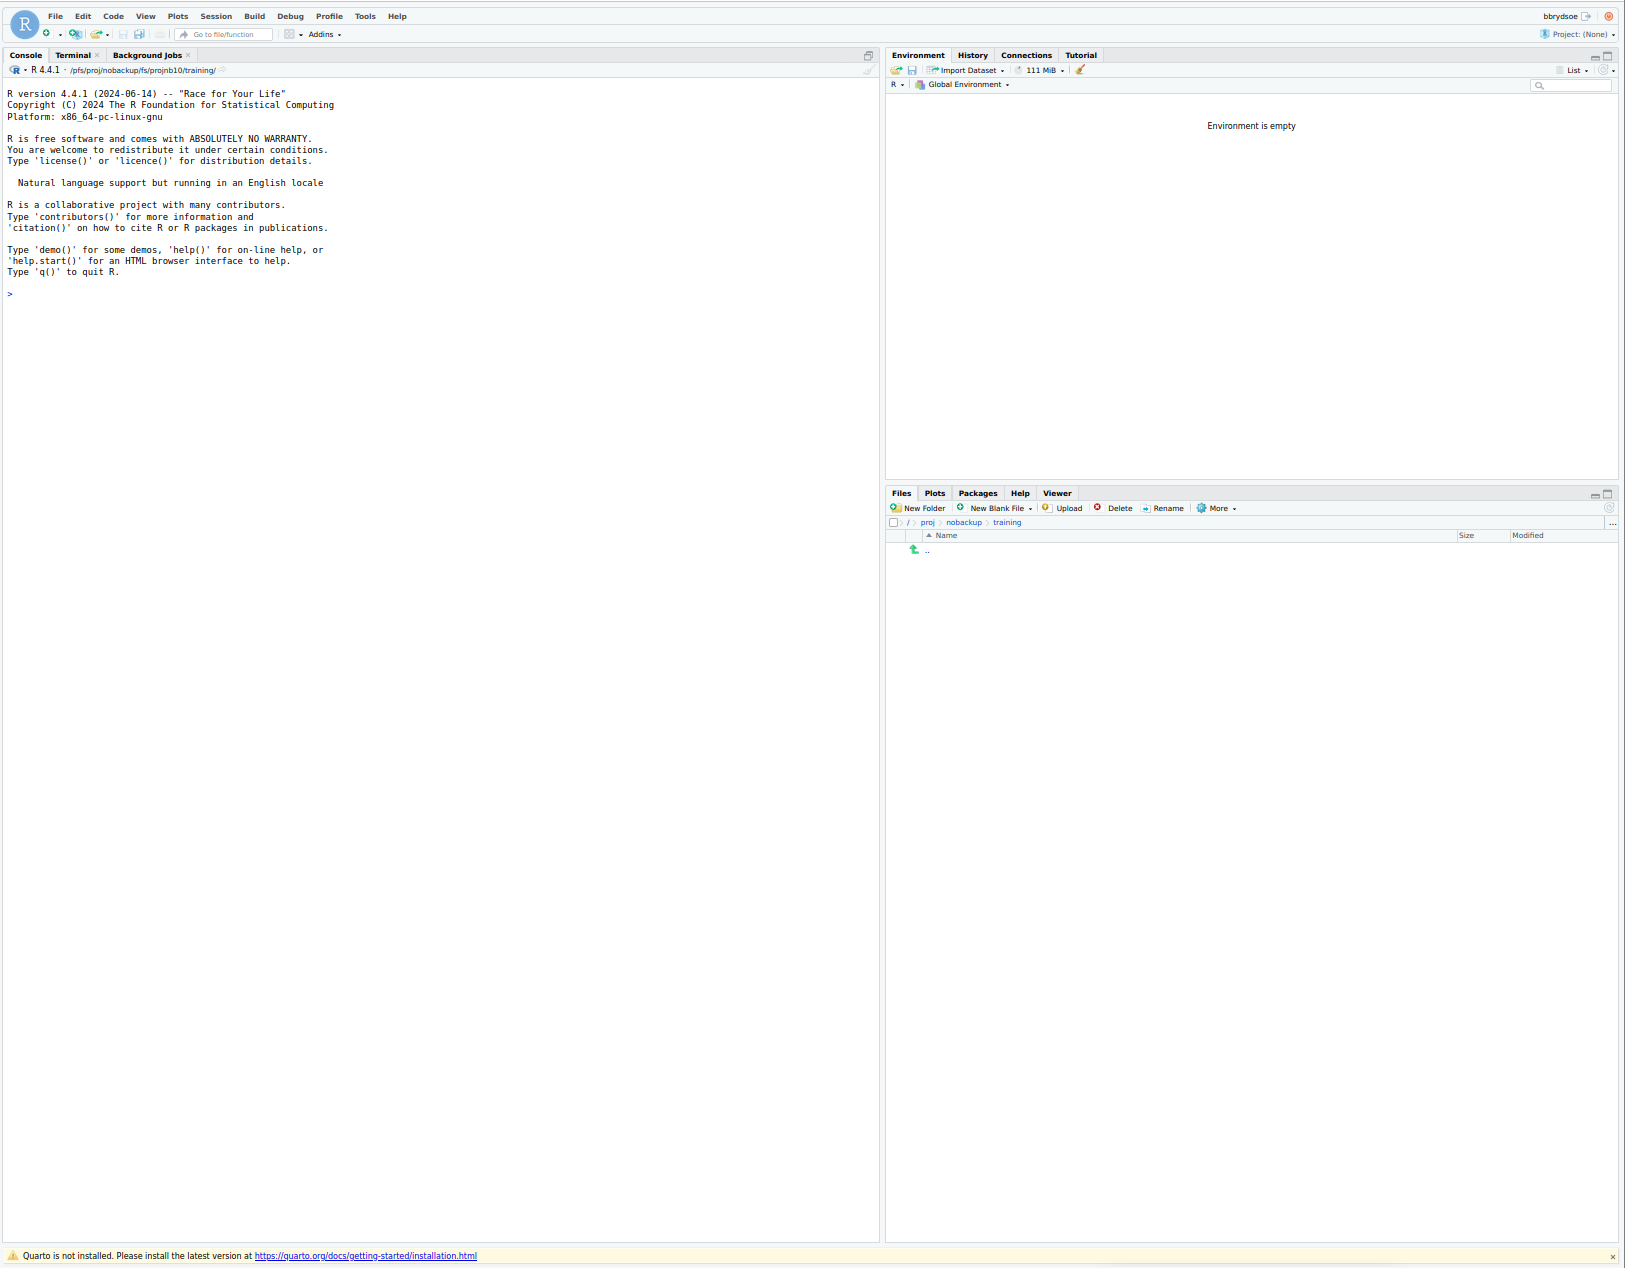 R File Edit Code View Plots Session Build Debug Profile Tools Help bbrydsoe
Go to file/function Addins Project: (None)
Console Terminal Background Jobs
R 4.4.1 · /pfs/proj/nobackup/fs/projnb10/training/
R version 4.4.1 (2024-06-14) -- "Race for Your Life"
Copyright (C) 2024 The R Foundation for Statistical Computing
Platform: x86_64-pc-linux-gnu
R is free software and comes with ABSOLUTELY NO WARRANTY.
You are welcome to redistribute it under certain conditions.
Type 'license()' or 'licence()' for distribution details.
Natural language support but running in an English locale
R is a collaborative project with many contributors.
Type 'contributors()' for more information and
'citation()' on how to cite R or R packages in publications.
Type 'demo()' for some demos, 'help()' for on-line help, or
'help.start()' for an HTML browser interface to help.
Type 'q()' to quit R.
>
Environment History Connections Tutorial
Import Dataset 111 MiB List
R Global Environment
Environment is empty
Files Plots Packages Help Viewer
New Folder New Blank File Upload Delete Rename More
/ proj nobackup training ...
Name Size Modified
..
Quarto is not installed. Please install the latest version at https://quarto.org/docs/getting-started/installation.html